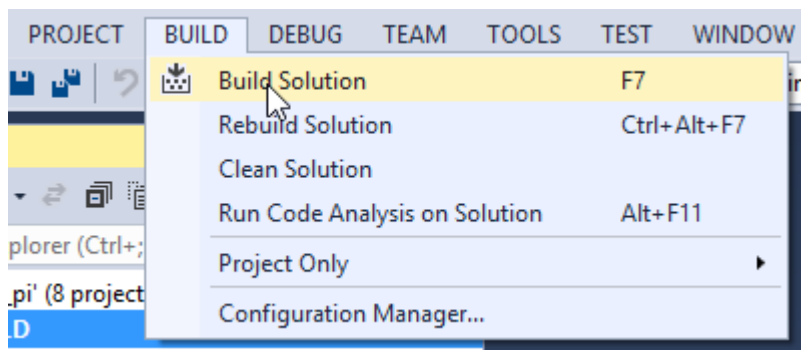 PROJECT BUILD DEBUG TEAM TOOLS TEST WINDOW
Build Solution F7
Rebuild Solution Ctrl+Alt+F7
Clean Solution
Run Code Analysis on Solution Alt+F11
plorer (Ctrl+;
Project Only
_pi' (8 project
Configuration Manager...